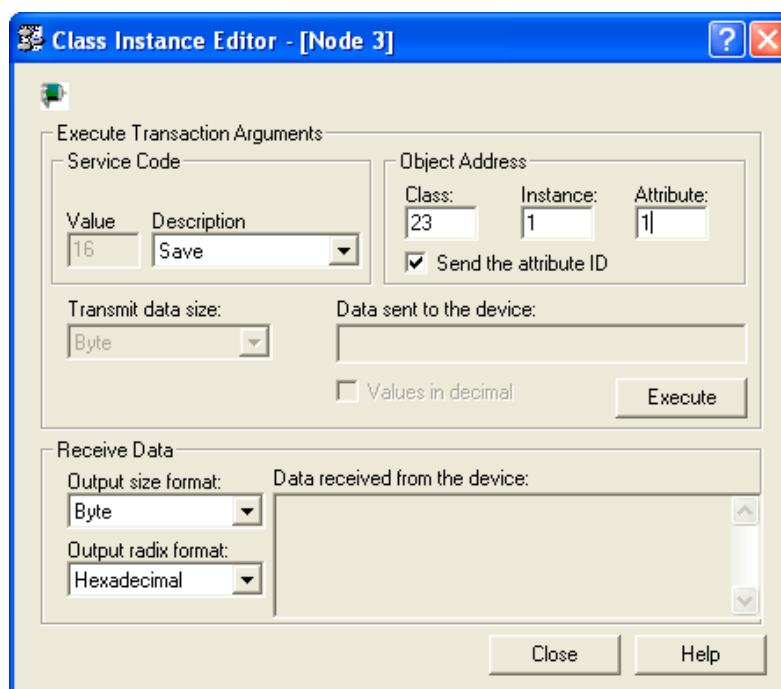 Class Instance Editor - [Node 3]
Execute Transaction Arguments
Service Code
Value
Description
16
Save
Object Address
Class:
Instance:
Attribute:
23
1
1
Send the attribute ID
Transmit data size:
Byte
Data sent to the device:
Values in decimal
Execute
Receive Data
Output size format:
Byte
Output radix format:
Hexadecimal
Data received from the device:
Close
Help